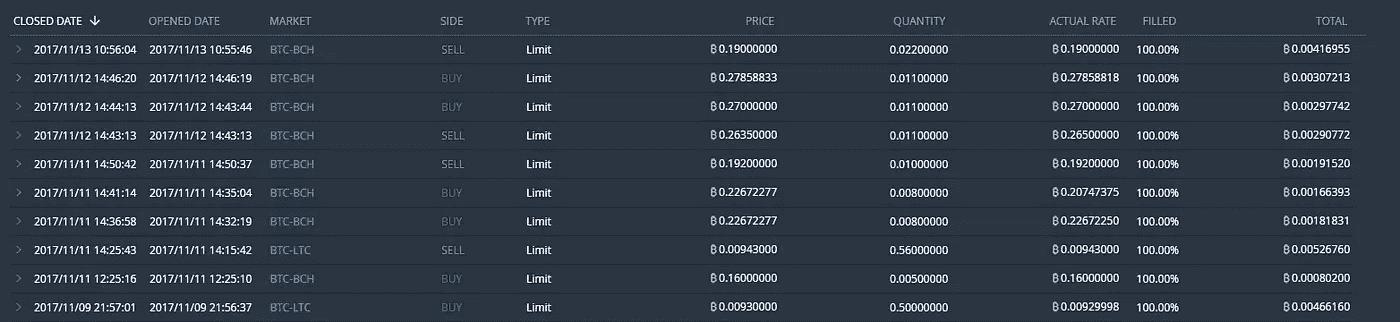 CLOSED DATE ↓ OPENED DATE MARKET SIDE TYPE PRICE QUANTITY ACTUAL RATE FILLED TOTAL
2017/11/13 10:56:04 2017/11/13 10:55:46 BTC-BCH SELL Limit ฿0.19000000 0.02200000 ฿0.19000000 100.00% ฿0.00416955
2017/11/12 14:46:20 2017/11/12 14:46:19 BTC-BCH BUY Limit ฿0.27858833 0.01100000 ฿0.27858818 100.00% ฿0.00307213
2017/11/12 14:44:13 2017/11/12 14:43:44 BTC-BCH BUY Limit ฿0.27000000 0.01100000 ฿0.27000000 100.00% ฿0.00297742
2017/11/12 14:43:13 2017/11/12 14:43:13 BTC-BCH SELL Limit ฿0.26350000 0.01100000 ฿0.26500000 100.00% ฿0.00290772
2017/11/11 14:50:42 2017/11/11 14:50:37 BTC-BCH SELL Limit ฿0.19200000 0.01000000 ฿0.19200000 100.00% ฿0.00191520
2017/11/11 14:41:14 2017/11/11 14:35:04 BTC-BCH BUY Limit ฿0.22672277 0.00800000 ฿0.20747375 100.00% ฿0.00166393
2017/11/11 14:36:58 2017/11/11 14:32:19 BTC-BCH BUY Limit ฿0.22672277 0.00800000 ฿0.22672250 100.00% ฿0.00181831
2017/11/11 14:25:43 2017/11/11 14:15:42 BTC-LTC SELL Limit ฿0.00943000 0.56000000 ฿0.00943000 100.00% ฿0.00526760
2017/11/11 12:25:16 2017/11/11 12:25:10 BTC-BCH BUY Limit ฿0.16000000 0.00500000 ฿0.16000000 100.00% ฿0.00080200
2017/11/09 21:57:01 2017/11/09 21:56:37 BTC-LTC BUY Limit ฿0.00930000 0.50000000 ฿0.00929998 100.00% ฿0.00466160